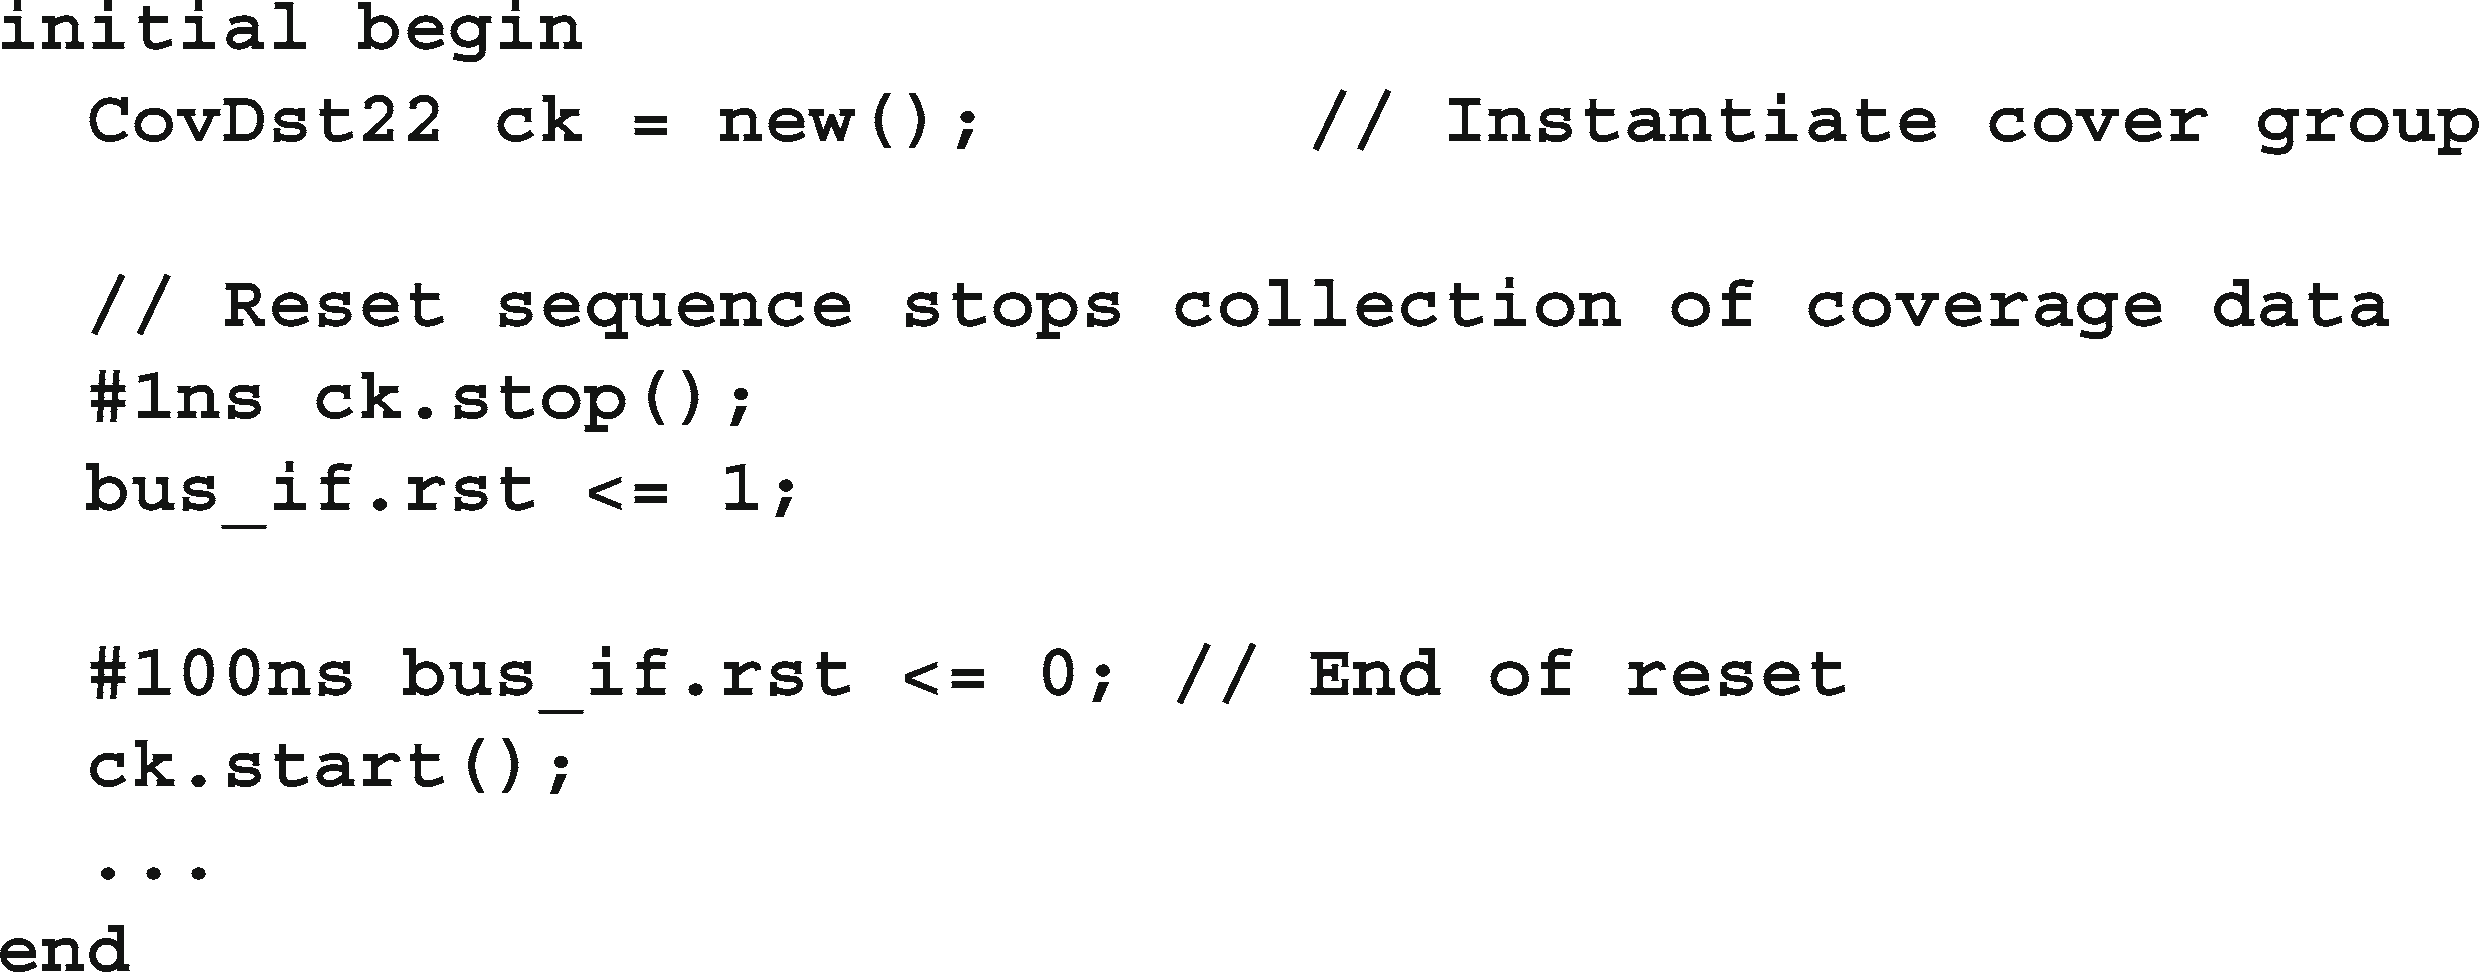 initial begin
  CovDst22 ck = new();      // Instantiate cover group
  // Reset sequence stops collection of coverage data
  #1ns ck.stop();
  bus_if.rst <= 1;
  #100ns bus_if.rst <= 0; // End of reset
  ck.start();
  ...
end